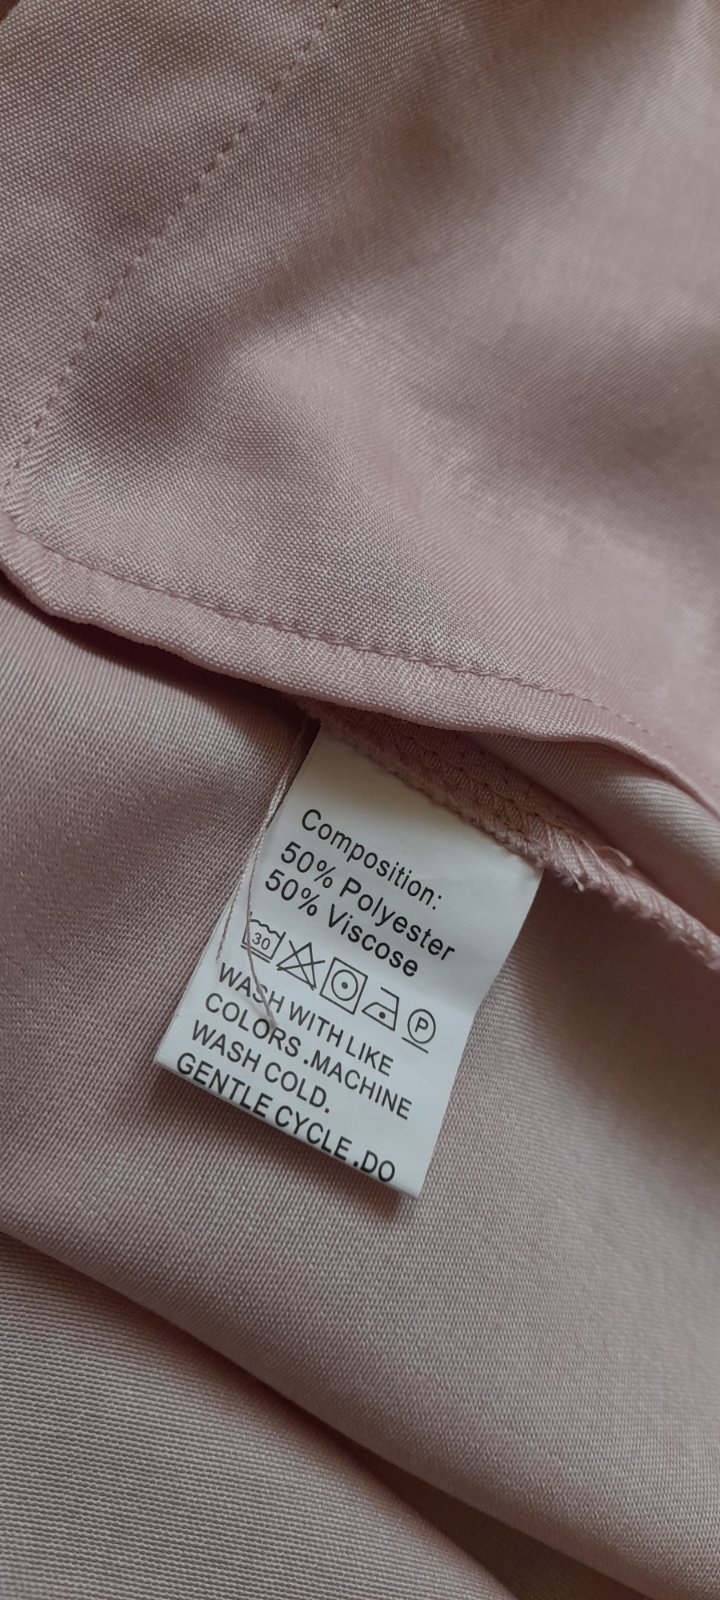 Composition:
50% Polyester
50% Viscose
30 P
WASH WITH LIKE
COLORS .MACHINE
WASH COLD.
GENTLE CYCLE .DO